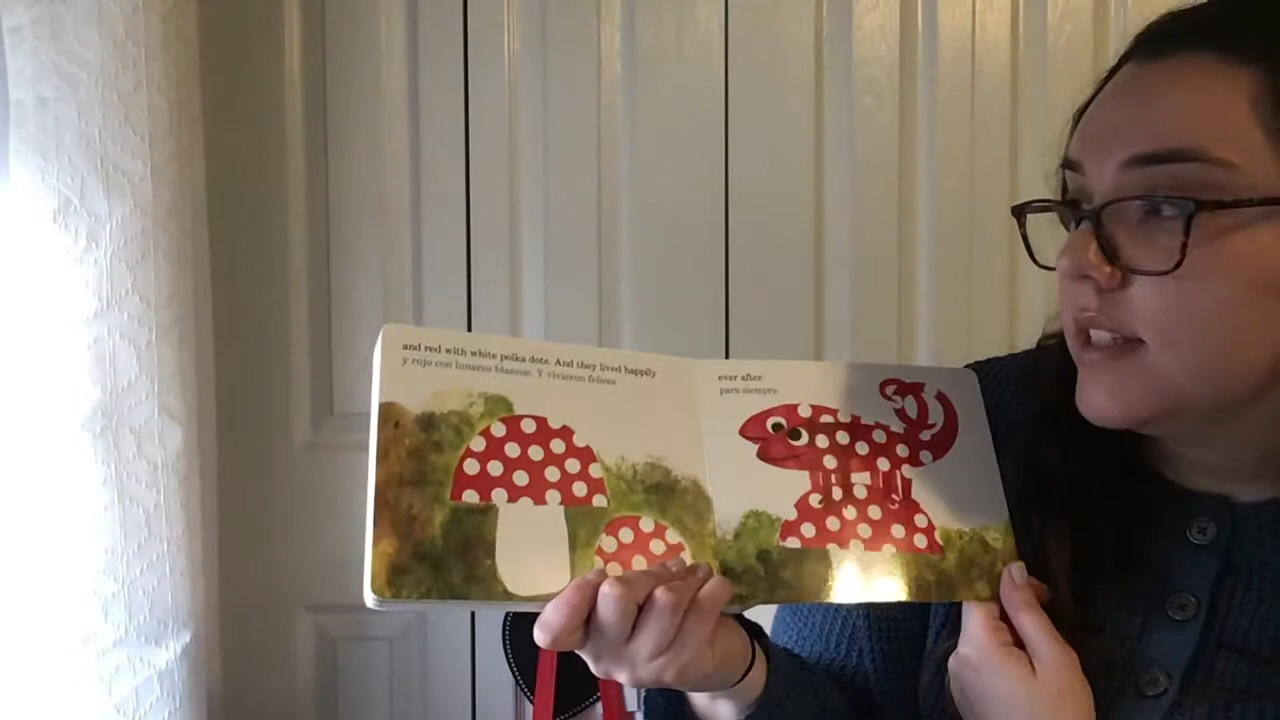 and red with white polka dots. And they lived happily
y rojo con lunares blancos. Y vivieron felices
ever after.
para siempre.